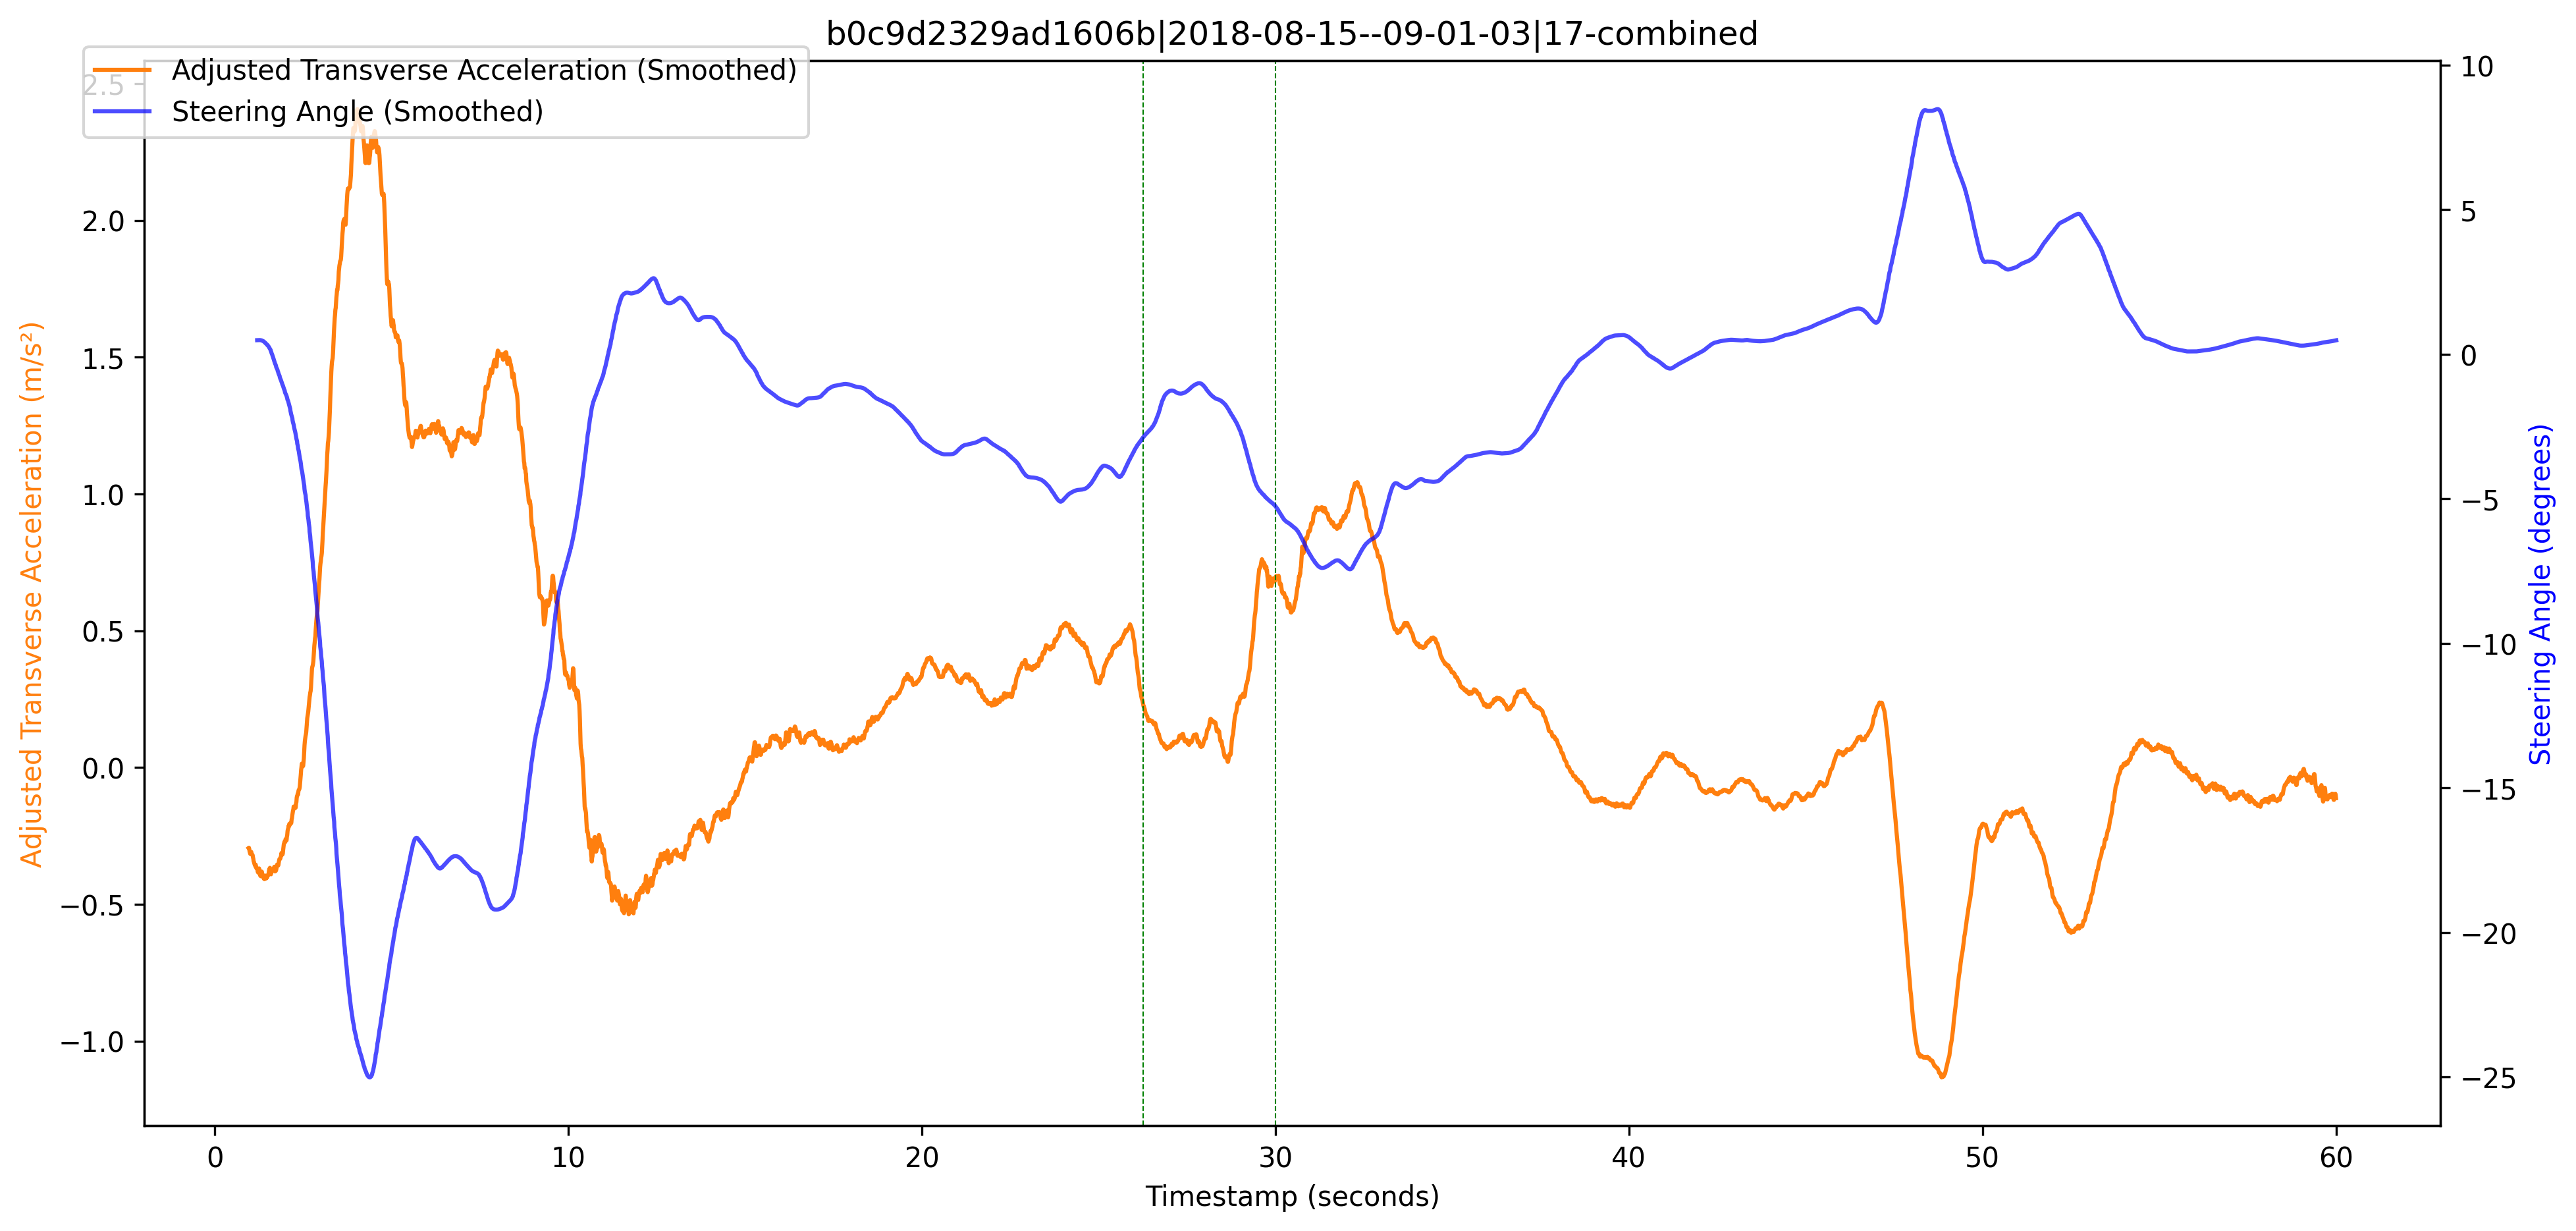 b0c9d2329ad1606b|2018-08-15--09-01-03|17-combined
Adjusted Transverse Acceleration (Smoothed)
Steering Angle (Smoothed)
Adjusted Transverse Acceleration (m/s²)
2.5
2.0
1.5
1.0
0.5
0.0
−0.5
−1.0
10
5
0
−5
−10
−15
−20
−25
Steering Angle (degrees)
0 10 20 30 40 50 60
Timestamp (seconds)